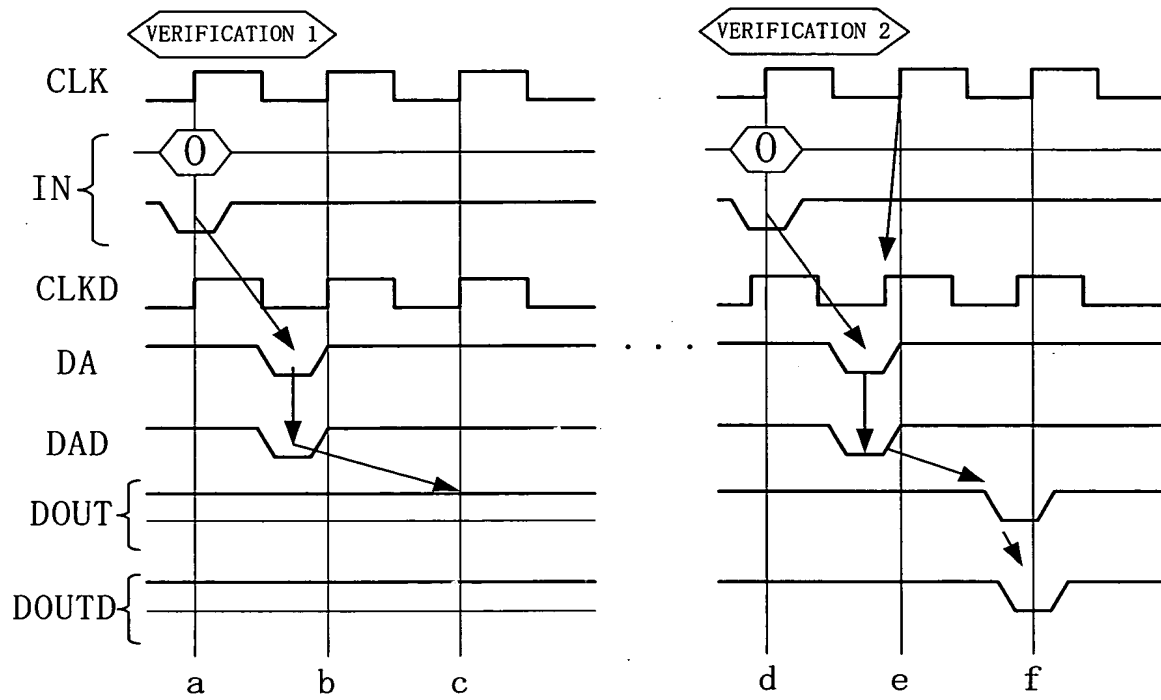 VERIFICATION 1
VERIFICATION 2
CLK
0
0
IN
CLKD
DA
. . .
DAD
DOUT
DOUTD
a b c d e f